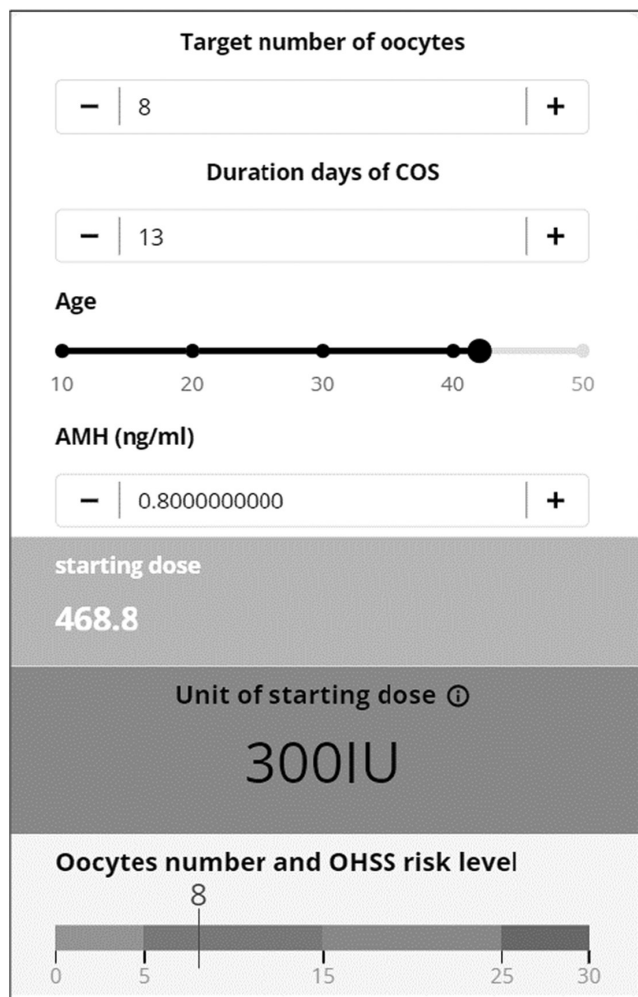 Target number of oocytes
− 8 +
Duration days of COS
− 13 +
Age
10 20 30 40 50
AMH (ng/ml)
− 0.8000000000 +
starting dose
468.8
Unit of starting dose ⓘ
300IU
Oocytes number and OHSS risk level
8
0 5 15 25 30